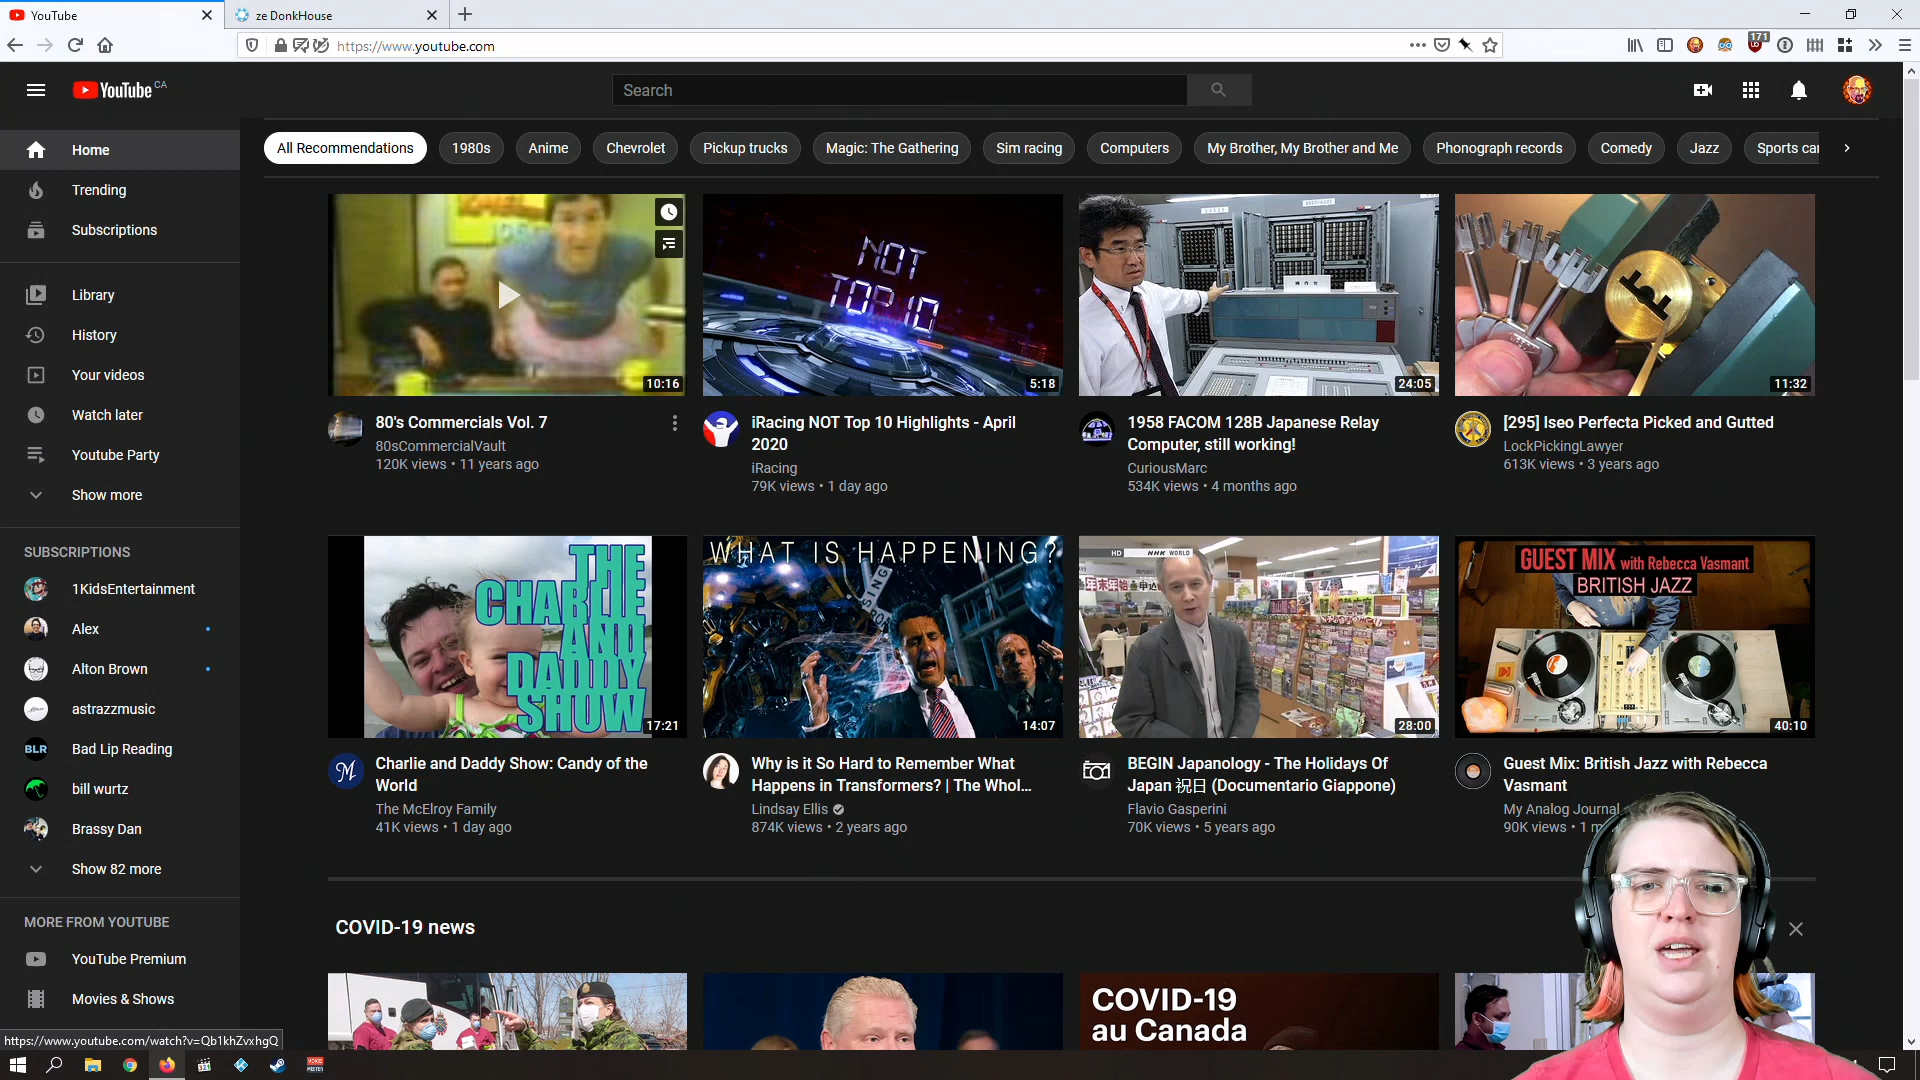 YouTube
ze DonkHouse
https://www.youtube.com
171
YouTube CA
Search
Home
Trending
Subscriptions
Library
History
Your videos
Watch later
Youtube Party
Show more
SUBSCRIPTIONS
1KidsEntertainment
Alex
Alton Brown
astrazzmusic
BLR
Bad Lip Reading
bill wurtz
Brassy Dan
Show 82 more
MORE FROM YOUTUBE
YouTube Premium
Movies & Shows
All Recommendations
1980s
Anime
Chevrolet
Pickup trucks
Magic: The Gathering
Sim racing
Computers
My Brother, My Brother and Me
Phonograph records
Comedy
Jazz
Sports car
10:16
80's Commercials Vol. 7
80sCommercialVault
120K views • 11 years ago
NOT
TOP 10
5:18
iRacing NOT Top 10 Highlights - April
2020
iRacing
79K views • 1 day ago
24:05
1958 FACOM 128B Japanese Relay
Computer, still working!
CuriousMarc
534K views • 4 months ago
11:32
[295] Iseo Perfecta Picked and Gutted
LockPickingLawyer
613K views • 3 years ago
THE
CHARLIE
AND
DADDY
SHOW
17:21
M
Charlie and Daddy Show: Candy of the
World
The McElroy Family
41K views • 1 day ago
WHAT IS HAPPENING?
14:07
Why is it So Hard to Remember What
Happens in Transformers? | The Whol...
Lindsay Ellis
874K views • 2 years ago
HD
NHK WORLD
28:00
BEGIN Japanology - The Holidays Of
Japan 祝日 (Documentario Giappone)
Flavio Gasperini
70K views • 5 years ago
GUEST MIX with Rebecca Vasmant
BRITISH JAZZ
40:10
Guest Mix: British Jazz with Rebecca
Vasmant
My Analog Journal
90K views • 1 m
COVID-19 news
COVID-19
au Canada
https://www.youtube.com/watch?v=Qb1khZvxhgQ